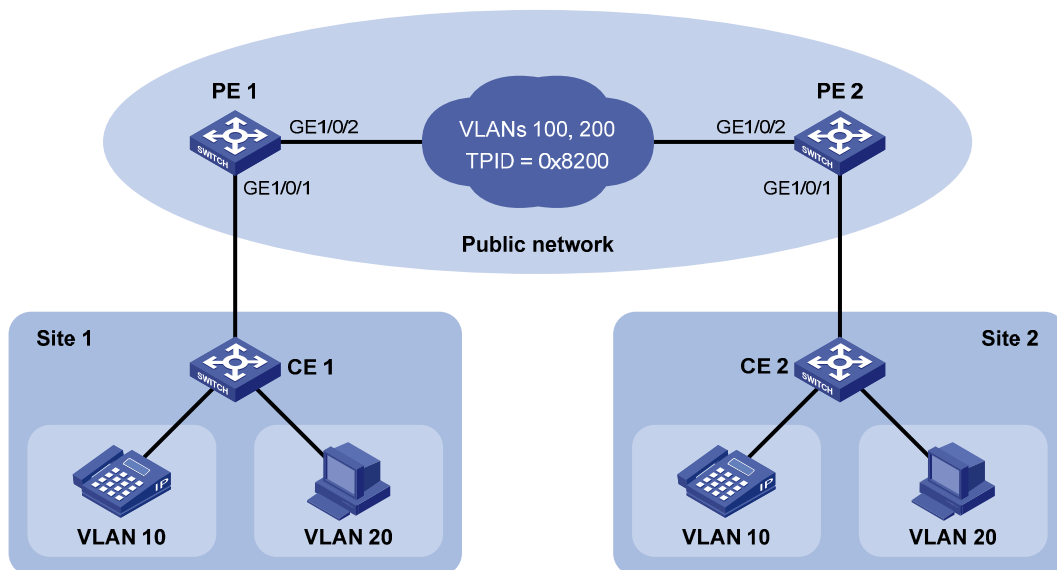 PE 1
PE 2
GE1/0/2
VLANs 100, 200
TPID = 0x8200
GE1/0/2
SWITCH
SWITCH
GE1/0/1
GE1/0/1
Public network
Site 1
Site 2
CE 1
CE 2
SWITCH
SWITCH
IP
IP
VLAN 10
VLAN 20
VLAN 10
VLAN 20